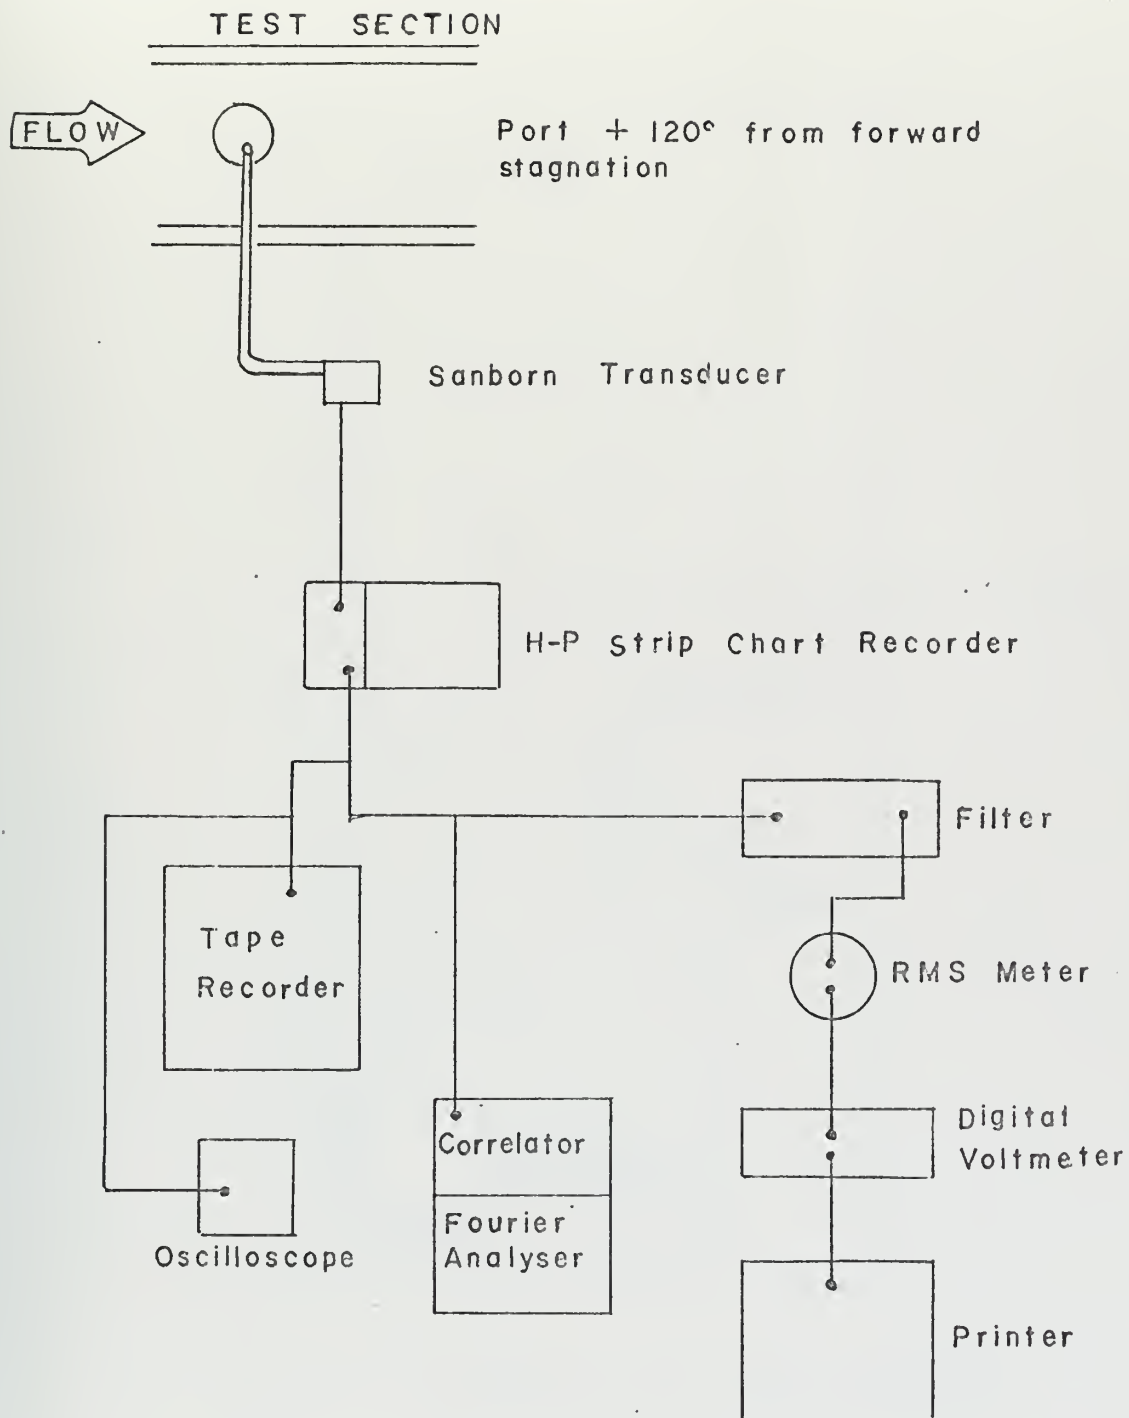 TEST SECTION
FLOW
Port + 120° from forward
stagnation
Sanborn Transducer
H-P Strip Chart Recorder
Filter
Tape
Recorder
RMS Meter
Correlator
Digital
Voltmeter
Fourier
Analyser
Oscilloscope
Printer